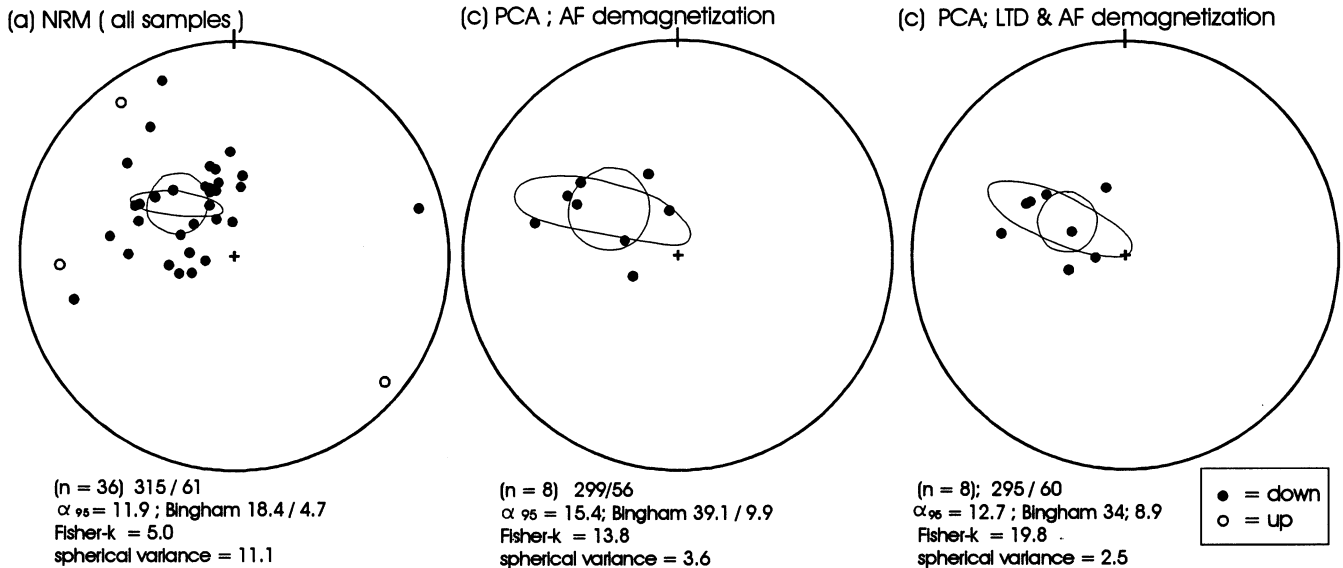 (a) NRM ( all samples )
(c) PCA ; AF demagnetization
(c) PCA; LTD & AF demagnetization
(n = 36) 315 / 61
α 95 = 11.9 ; Bingham 18.4 / 4.7
Fisher-k = 5.0
spherical variance = 11.1
(n = 8) 299/56
α 95 = 15.4; Bingham 39.1 / 9.9
Fisher-k = 13.8
spherical variance = 3.6
(n = 8); 295/60
α95 = 12.7 ; Bingham 34; 8.9
Fisher-k = 19.8
spherical variance = 2.5
= down
= up